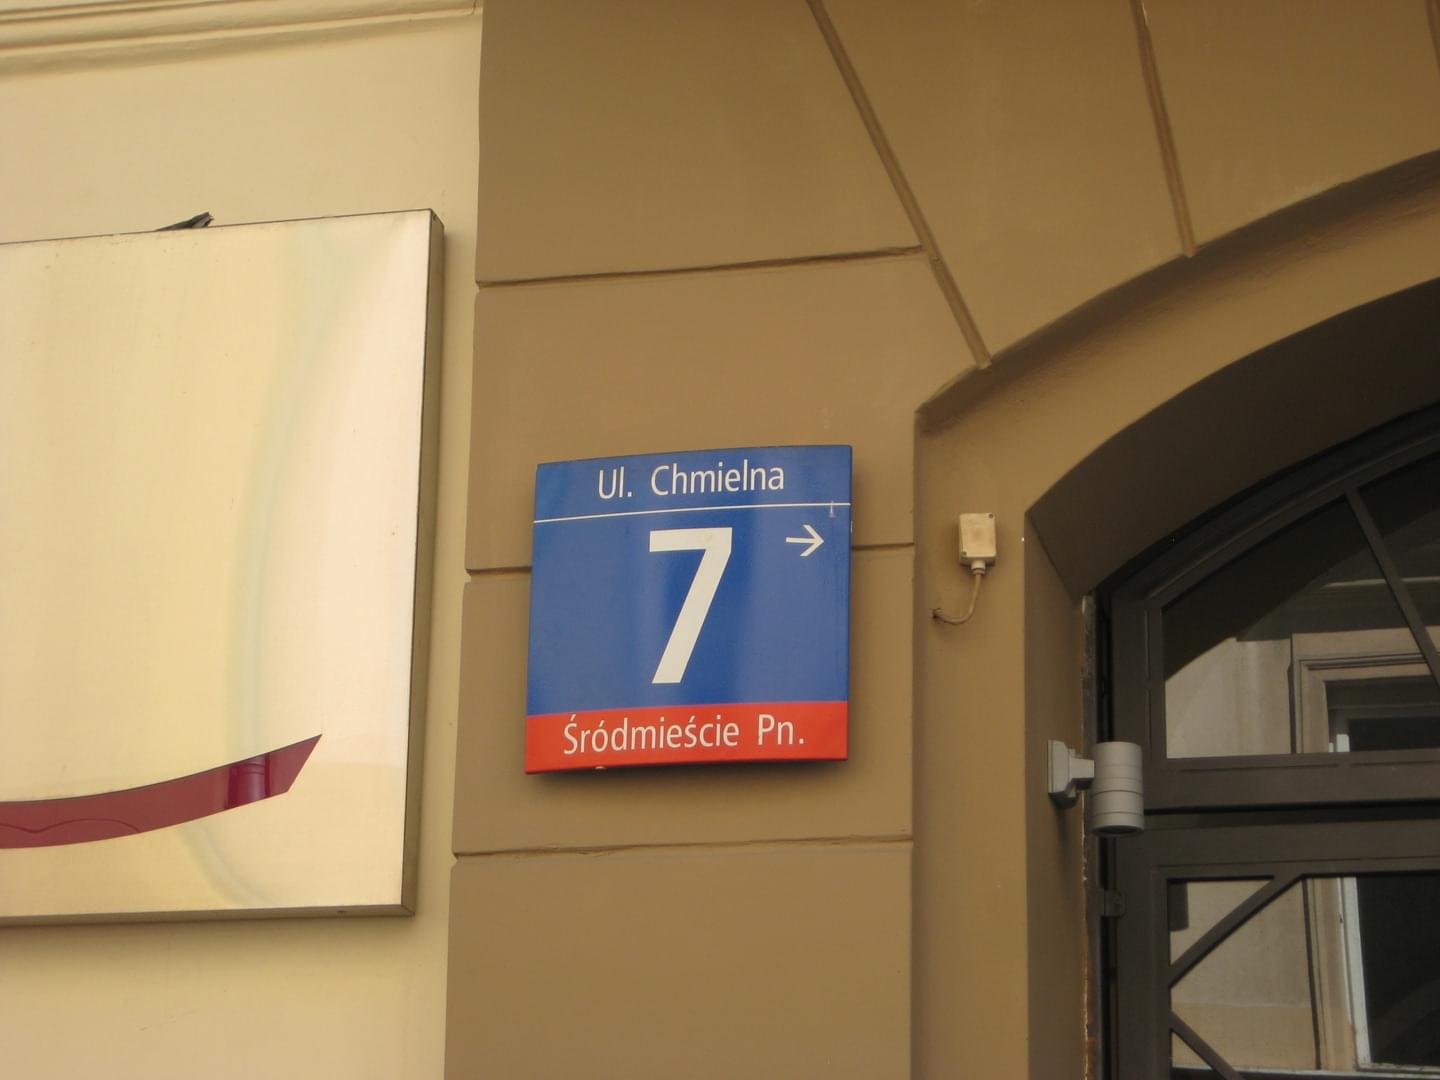 Ul. Chmielna
7 →
Śródmieście Pn.